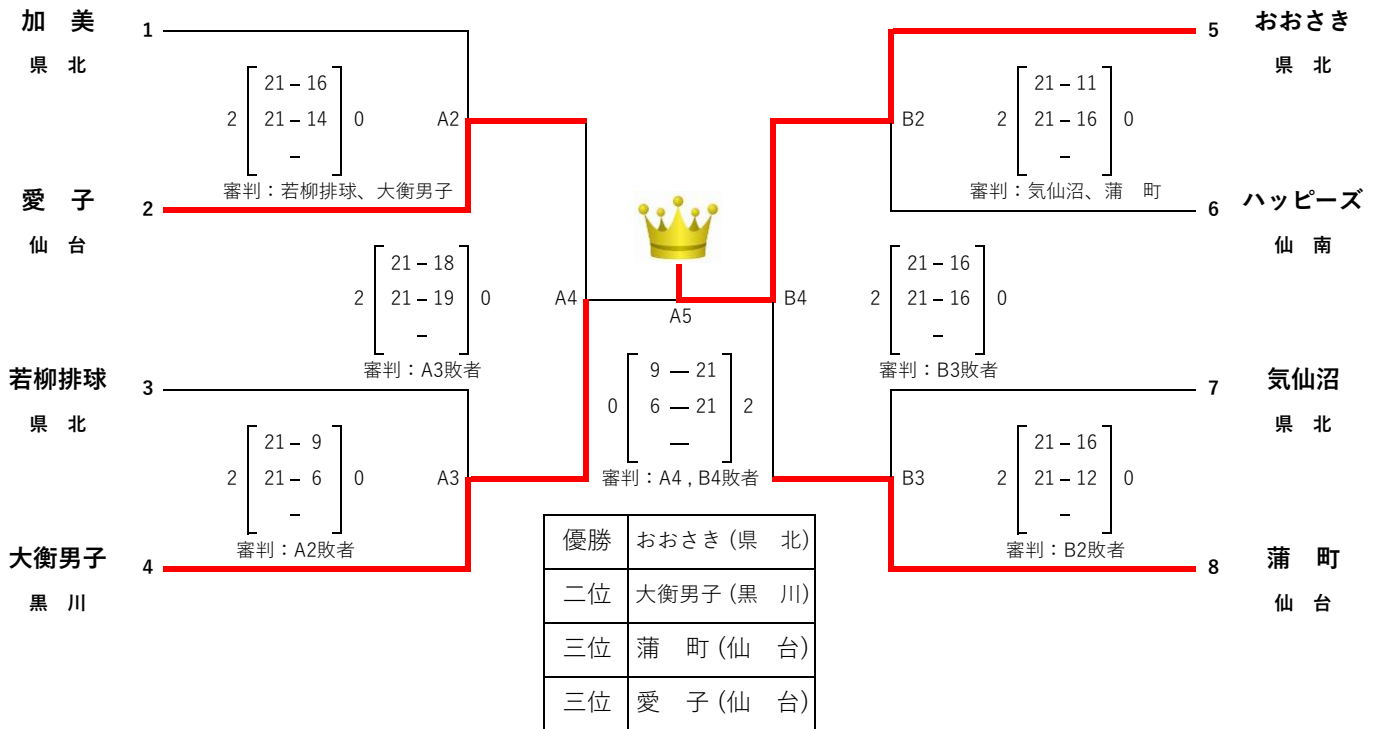 加　美
県　北
1
21 – 16
2 21 – 14 0
–
A2
審判：若柳排球、大衡男子
愛　子
仙　台
2
21 – 18
2 21 – 19 0
–
A4
審判：A3敗者
若柳排球
県　北
3
21 – 9
2 21 – 6 0
–
A3
審判：A2敗者
大衡男子
黒　川
4
A5
9 — 21
0 6 — 21 2
—
審判：A4 , B4敗者
5
おおさき
県　北
21 – 11
2 21 – 16 0
–
B2
審判：気仙沼、蒲　町
6
ハッピーズ
仙　南
B4
21 – 16
2 21 – 16 0
–
審判：B3敗者
7
気仙沼
県　北
B3
21 – 16
2 21 – 12 0
–
審判：B2敗者
8
蒲　町
仙　台
優勝 おおさき (県　北)
二位 大衡男子 (黒　川)
三位 蒲　町 (仙　台)
三位 愛　子 (仙　台)